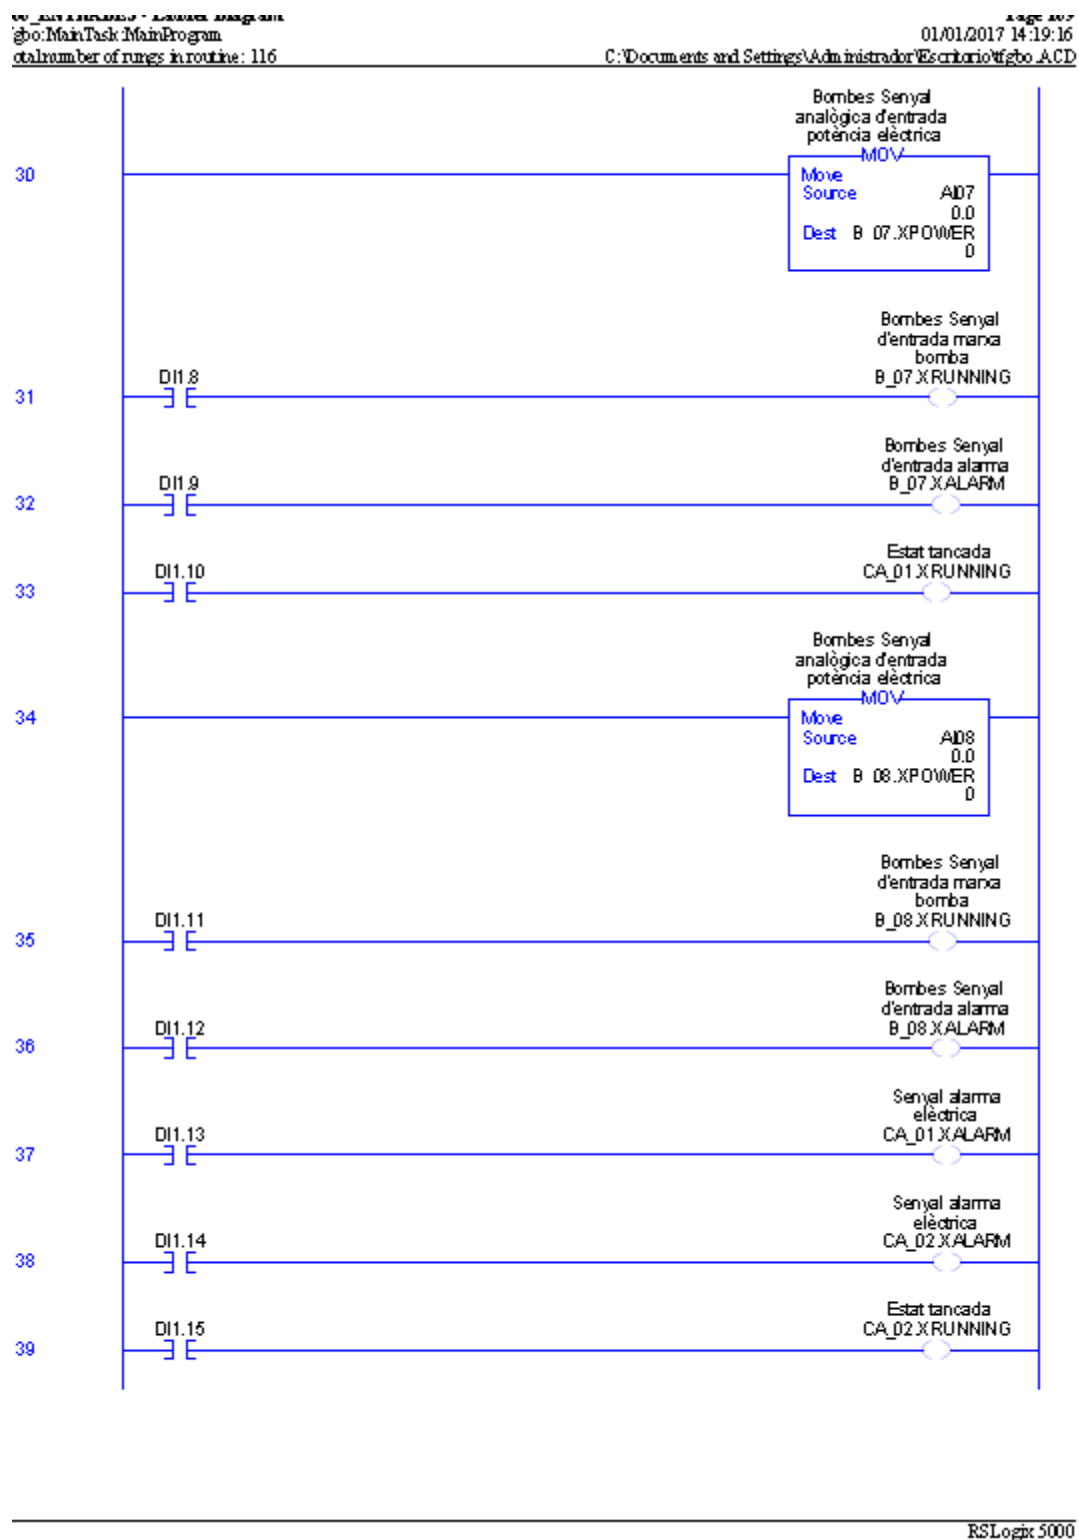 Ladder Diagram
gbo:MainTask:MainProgram
01/01/2017 14:19:16
otal number of rungs in routine: 116
C:\Documents and Settings\Administrador\Escritorio\tfgbo.ACD
Bombes Senyal
analògica d'entrada
potència elèctrica
MOV
30
Move
Source AI07
0.0
Dest B_07.XPOWER
0
Bombes Senyal
d'entrada marxa
bomba
DI1.8 B_07.XRUNNING
31
Bombes Senyal
d'entrada alarma
DI1.9 B_07.XALARM
32
Estat tancada
DI1.10 CA_01.XRUNNING
33
Bombes Senyal
analògica d'entrada
potència elèctrica
MOV
34
Move
Source AI08
0.0
Dest B_08.XPOWER
0
Bombes Senyal
d'entrada marxa
bomba
DI1.11 B_08.XRUNNING
35
Bombes Senyal
d'entrada alarma
DI1.12 B_08.XALARM
36
Senyal alarma
elèctrica
DI1.13 CA_01.XALARM
37
Senyal alarma
elèctrica
DI1.14 CA_02.XALARM
38
Estat tancada
DI1.15 CA_02.XRUNNING
39
RSLogix 5000